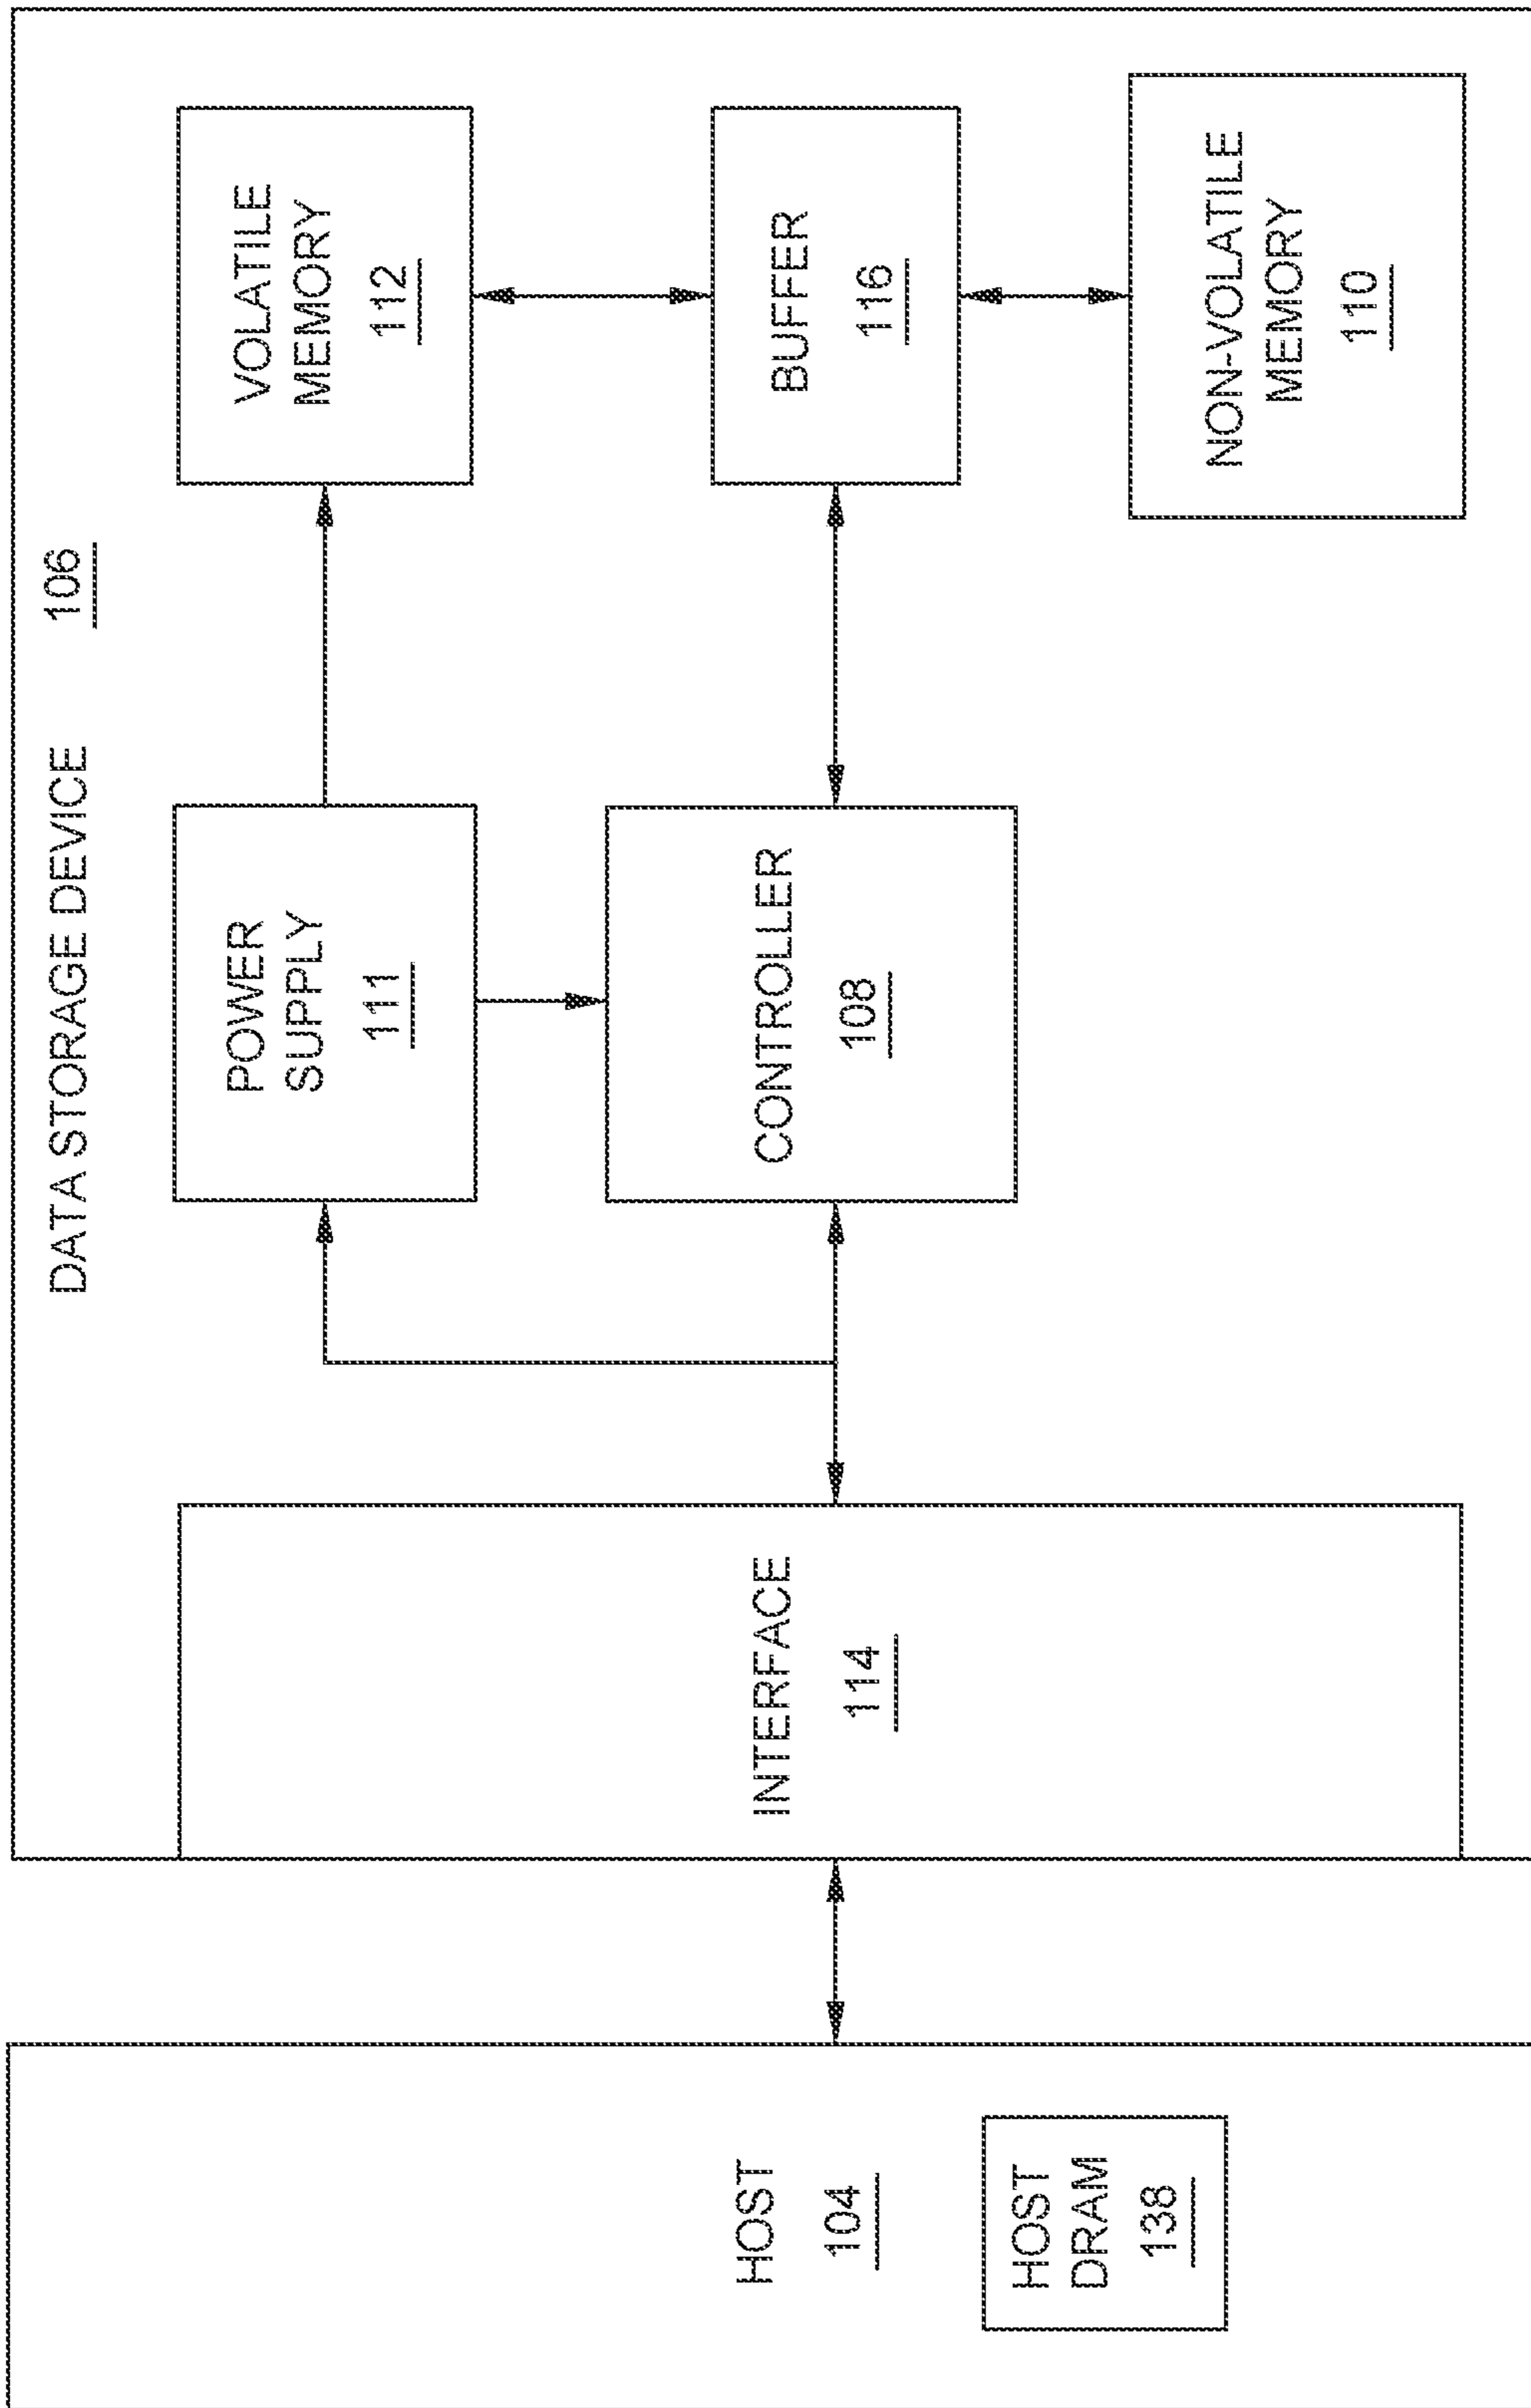 DATA STORAGE DEVICE 106
HOST
104
HOST
DRAM
138
INTERFACE
114
POWER
SUPPLY
111
CONTROLLER
108
VOLATILE
MEMORY
112
BUFFER
116
NON-VOLATILE
MEMORY
110